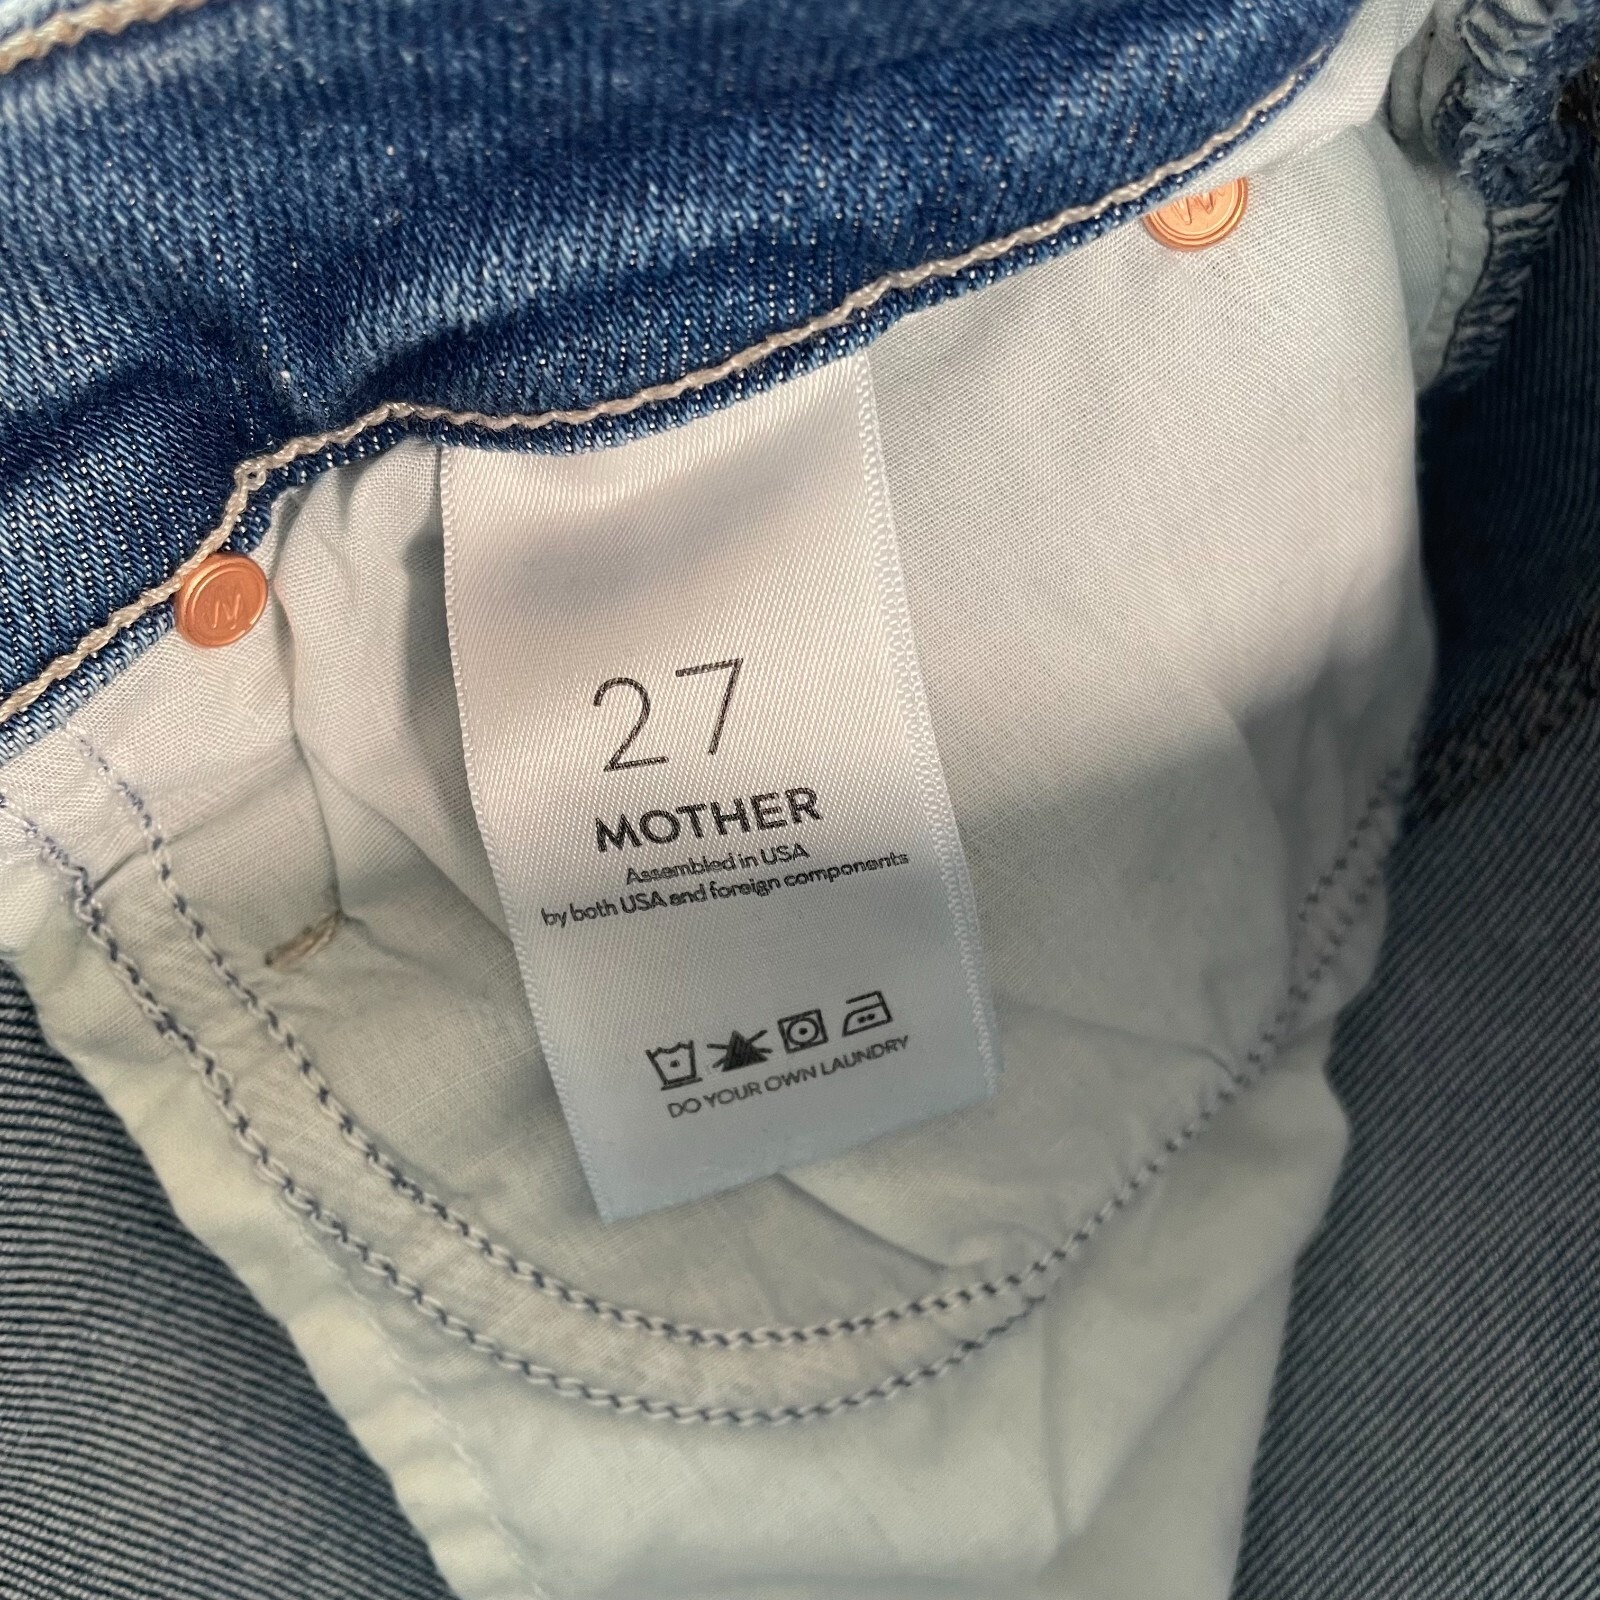 27
MOTHER
Assembled in USA
by both USA and foreign components
DO YOUR OWN LAUNDRY